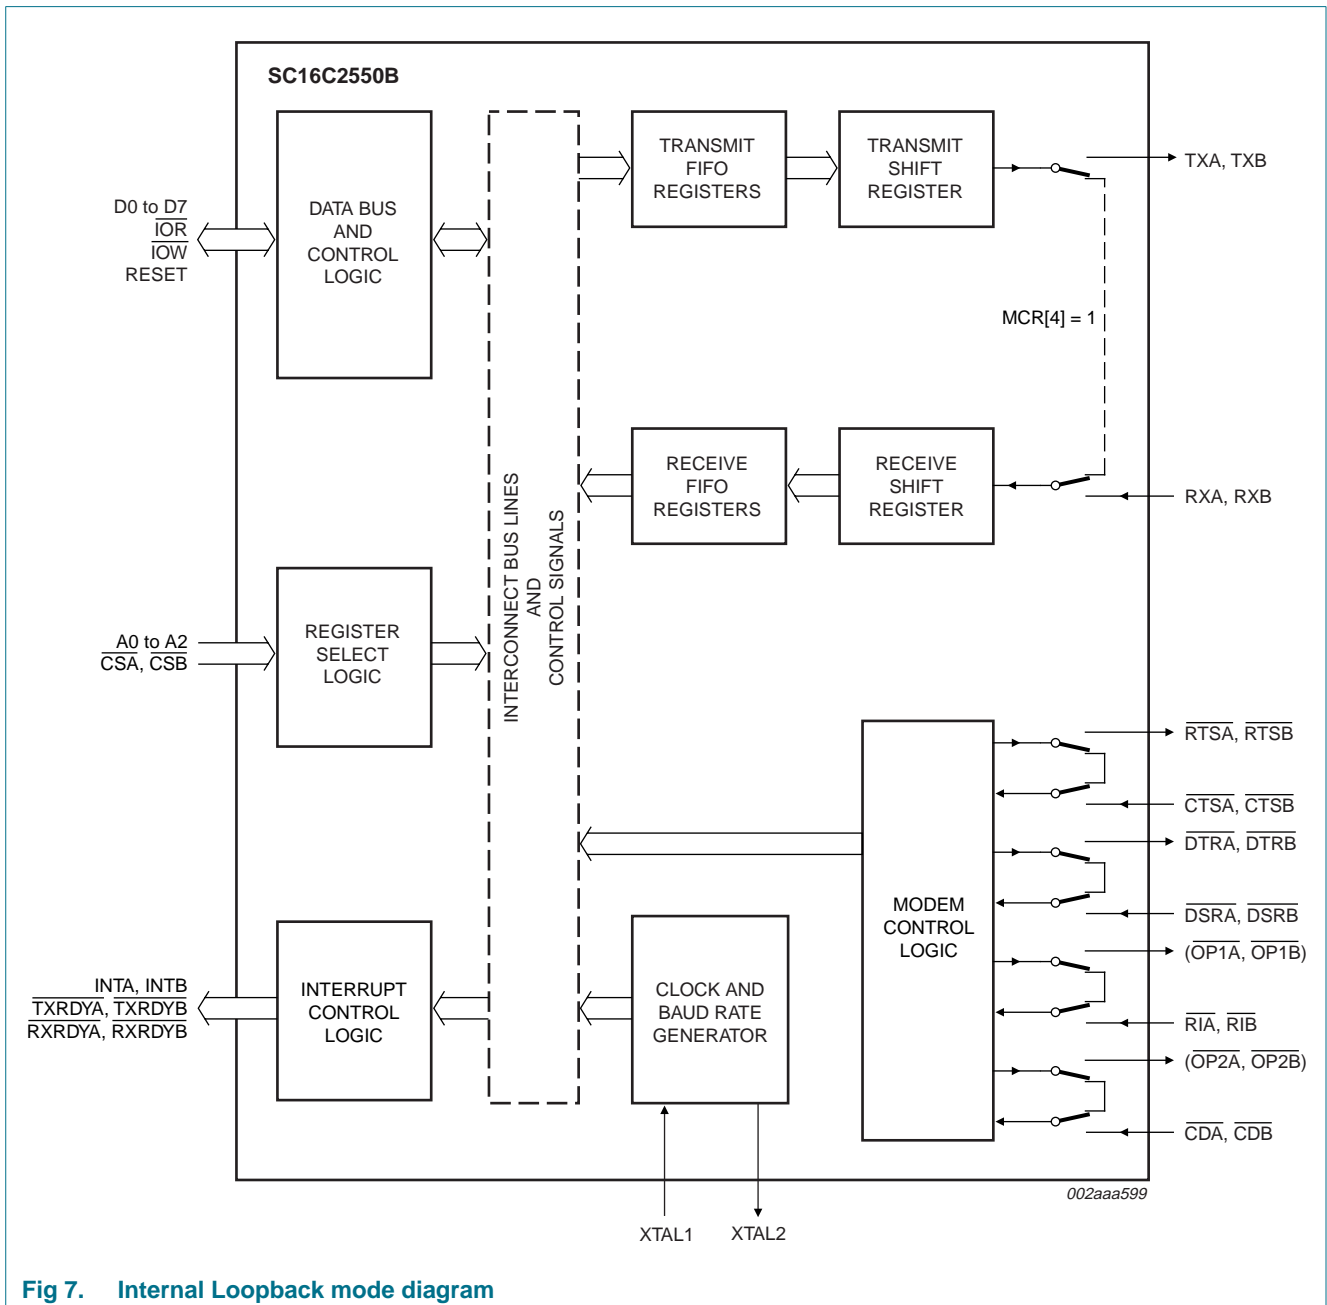 SC16C2550B
D0 to D7
IOR
IOW
RESET
DATA BUS
AND
CONTROL
LOGIC
TRANSMIT
FIFO
REGISTERS
TRANSMIT
SHIFT
REGISTER
TXA, TXB
MCR[4] = 1
RECEIVE
FIFO
REGISTERS
RECEIVE
SHIFT
REGISTER
RXA, RXB
INTERCONNECT BUS LINES
AND
CONTROL SIGNALS
A0 to A2
CSA, CSB
REGISTER
SELECT
LOGIC
MODEM
CONTROL
LOGIC
RTSA, RTSB
CTSA, CTSB
DTRA, DTRB
DSRA, DSRB
(OP1A, OP1B)
RIA, RIB
(OP2A, OP2B)
CDA, CDB
INTA, INTB
TXRDYA, TXRDYB
RXRDYA, RXRDYB
INTERRUPT
CONTROL
LOGIC
CLOCK AND
BAUD RATE
GENERATOR
XTAL1
XTAL2
002aaa599
Fig 7. Internal Loopback mode diagram